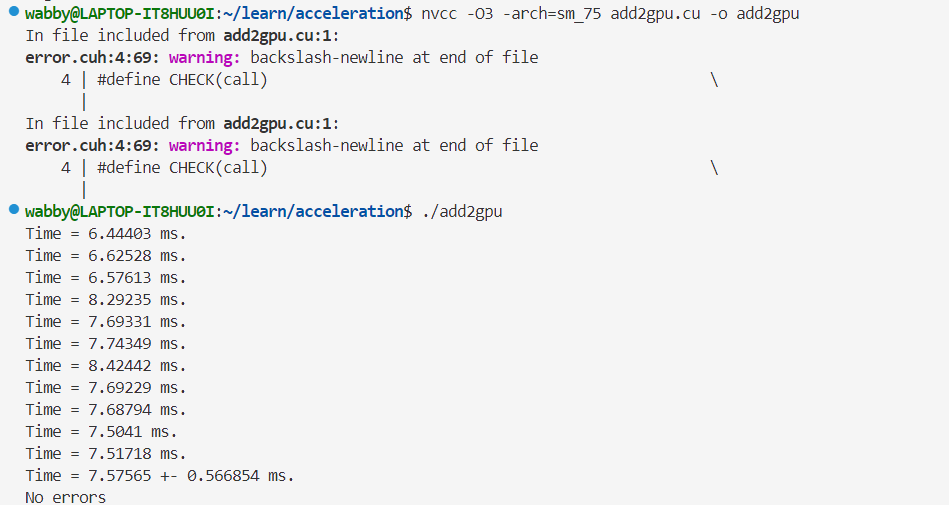 wabby@LAPTOP-IT8HUU0I:~/learn/acceleration$ nvcc -O3 -arch=sm_75 add2gpu.cu -o add2gpu
In file included from add2gpu.cu:1:
error.cuh:4:69: warning: backslash-newline at end of file
4 | #define CHECK(call) \
|
In file included from add2gpu.cu:1:
error.cuh:4:69: warning: backslash-newline at end of file
4 | #define CHECK(call) \
|
wabby@LAPTOP-IT8HUU0I:~/learn/acceleration$ ./add2gpu
Time = 6.44403 ms.
Time = 6.62528 ms.
Time = 6.57613 ms.
Time = 8.29235 ms.
Time = 7.69331 ms.
Time = 7.74349 ms.
Time = 8.42442 ms.
Time = 7.69229 ms.
Time = 7.68794 ms.
Time = 7.5041 ms.
Time = 7.51718 ms.
Time = 7.57565 +- 0.566854 ms.
No errors